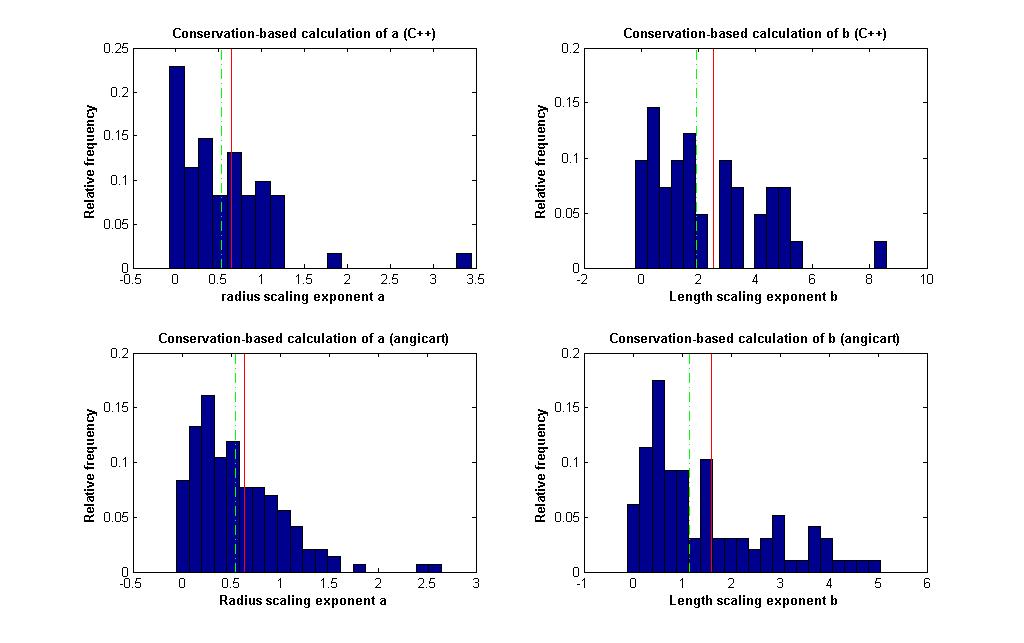 Conservation-based calculation of a (C++)
0.25
0.2
0.15
0.1
0.05
0
Relative frequency
-0.5 0 0.5 1 1.5 2 2.5 3 3.5
radius scaling exponent a
Conservation-based calculation of b (C++)
0.2
0.15
0.1
0.05
0
Relative frequency
-2 0 2 4 6 8 10
Length scaling exponent b
Conservation-based calculation of a (angicart)
0.2
0.15
0.1
0.05
0
Relative frequency
-0.5 0 0.5 1 1.5 2 2.5 3
Radius scaling exponent a
Conservation-based calculation of b (angicart)
0.2
0.15
0.1
0.05
0
Relative frequency
-1 0 1 2 3 4 5 6
Length scaling exponent b